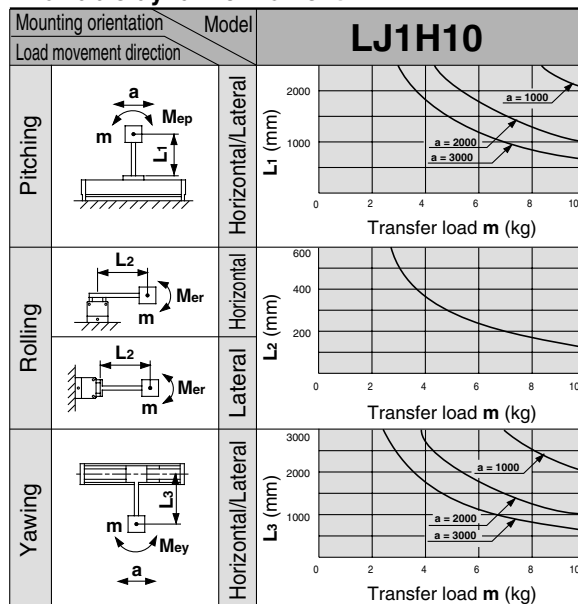 Mounting orientation Model
Load movement direction
LJ1H10
Pitching
a
Mep
m
L1
Horizontal/Lateral
L1 (mm)
2000
1000
a = 1000
a = 2000
a = 3000
0 2 4 6 8 10
Transfer load m (kg)
Rolling
L2
Mer
m
Horizontal
L2
Mer
m
Lateral
L2 (mm)
600
400
200
0 2 4 6 8 10
Transfer load m (kg)
Yawing
L3
m
Mey
a
Horizontal/Lateral
L3 (mm)
3000
2000
1000
a = 1000
a = 2000
a = 3000
0 2 4 6 8 10
Transfer load m (kg)